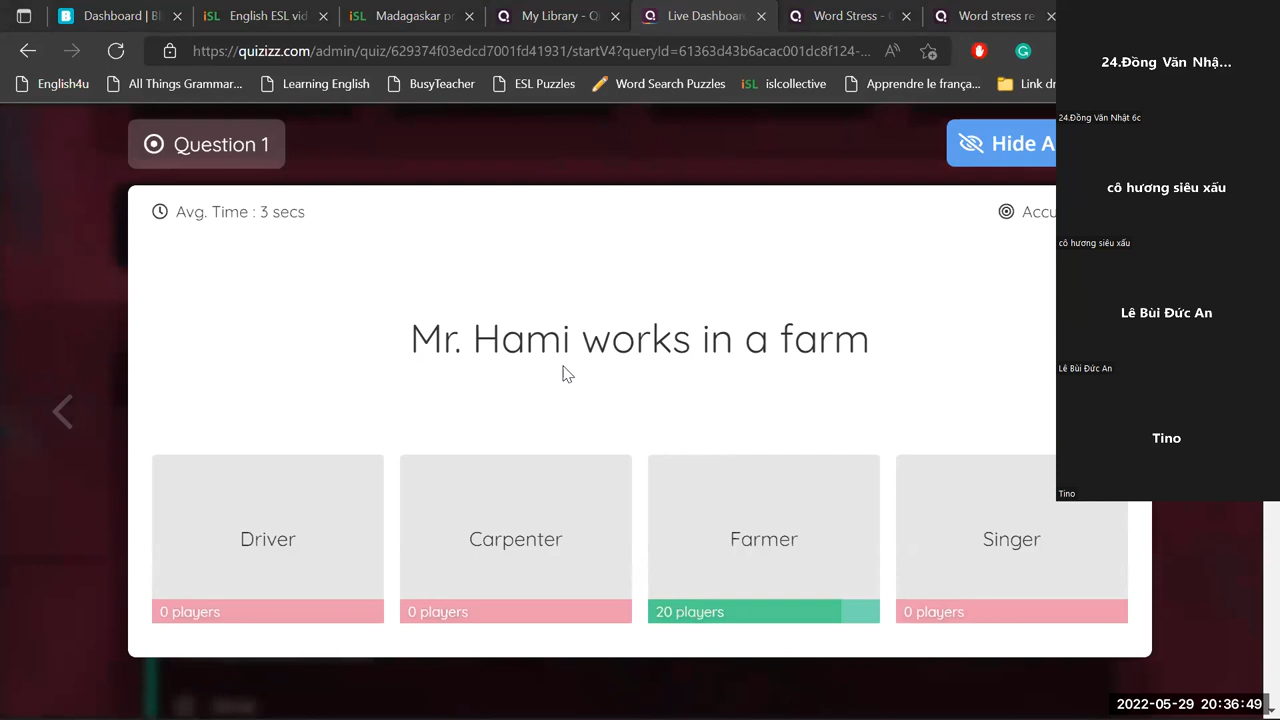 Dashboard | Bl
English ESL vid
Madagaskar p
My Library - Q
Live Dashboar
Word Stress - 
Word stress re
https://quizizz.com/admin/quiz/629374f03edcd7001fd41931/startV4?queryId=61363d43b6acac001dc8f124-...
English4u
All Things Grammar...
Learning English
BusyTeacher
ESL Puzzles
Word Search Puzzles
iSL islcollective
Apprendre le frança...
Link dr
24.Đồng Văn Nhậ...
24.Đồng Văn Nhật 6c
Question 1
Hide A
cô hương siêu xấu
cô hương siêu xấu
Avg. Time : 3 secs
Accu
Lê Bùi Đức An
Lê Bùi Đức An
Mr. Hami works in a farm
Tino
Tino
Driver
Carpenter
Farmer
Singer
0 players
0 players
20 players
0 players
2022-05-29 20:36:49